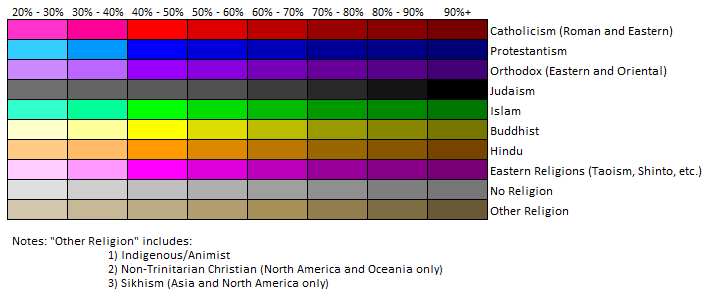 20% - 30% 30% - 40% 40% - 50% 50% - 60% 60% - 70% 70% - 80% 80% - 90% 90%+
Catholicism (Roman and Eastern)
Protestantism
Orthodox (Eastern and Oriental)
Judaism
Islam
Buddhist
Hindu
Eastern Religions (Taoism, Shinto, etc.)
No Religion
Other Religion
Notes: "Other Religion" includes:
1) Indigenous/Animist
2) Non-Trinitarian Christian (North America and Oceania only)
3) Sikhism (Asia and North America only)